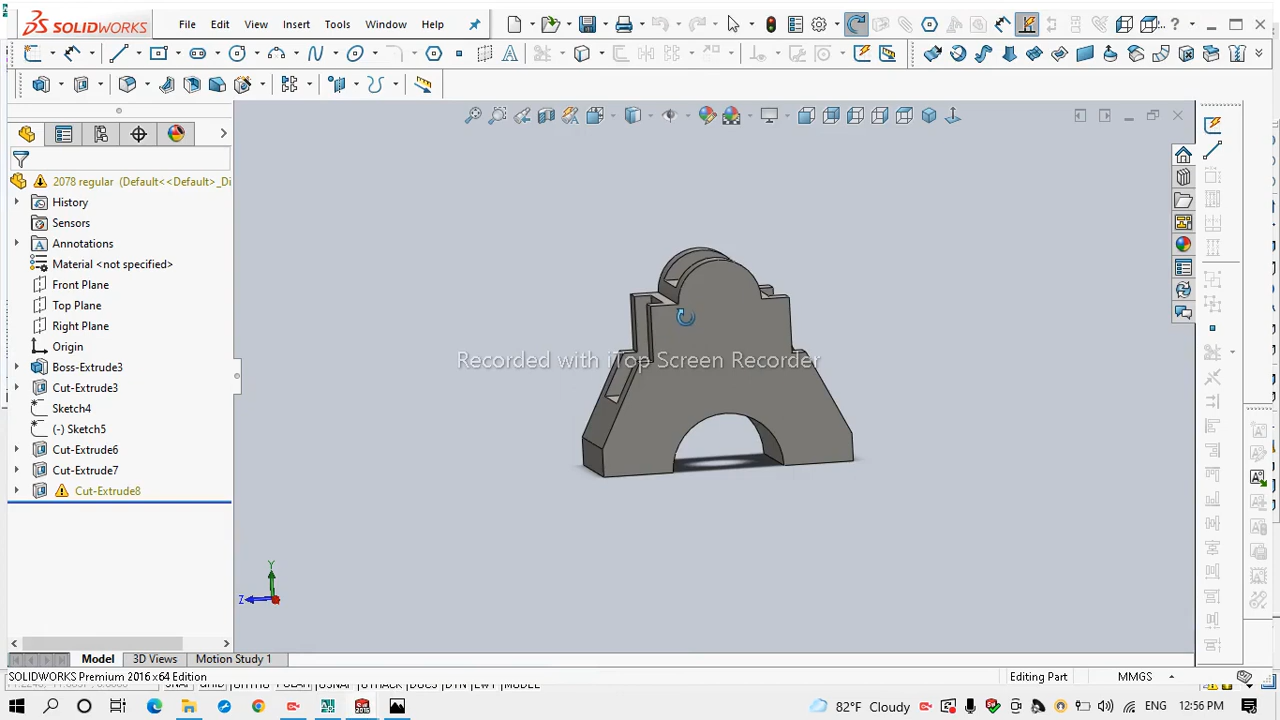 SOLIDWORKS File Edit View Insert Tools Window Help
2078 regular (Default<<Default>_Di
History
Sensors
Annotations
Material <not specified>
Front Plane
Top Plane
Right Plane
Origin
Boss-Extrude3
Cut-Extrude3
Sketch4
(-) Sketch5
Cut-Extrude6
Cut-Extrude7
Cut-Extrude8
Recorded with iTop Screen Recorder
Y
Z
Model 3D Views Motion Study 1
SOLIDWORKS Premium 2016 x64 Edition Editing Part MMGS
82°F Cloudy ENG 12:56 PM